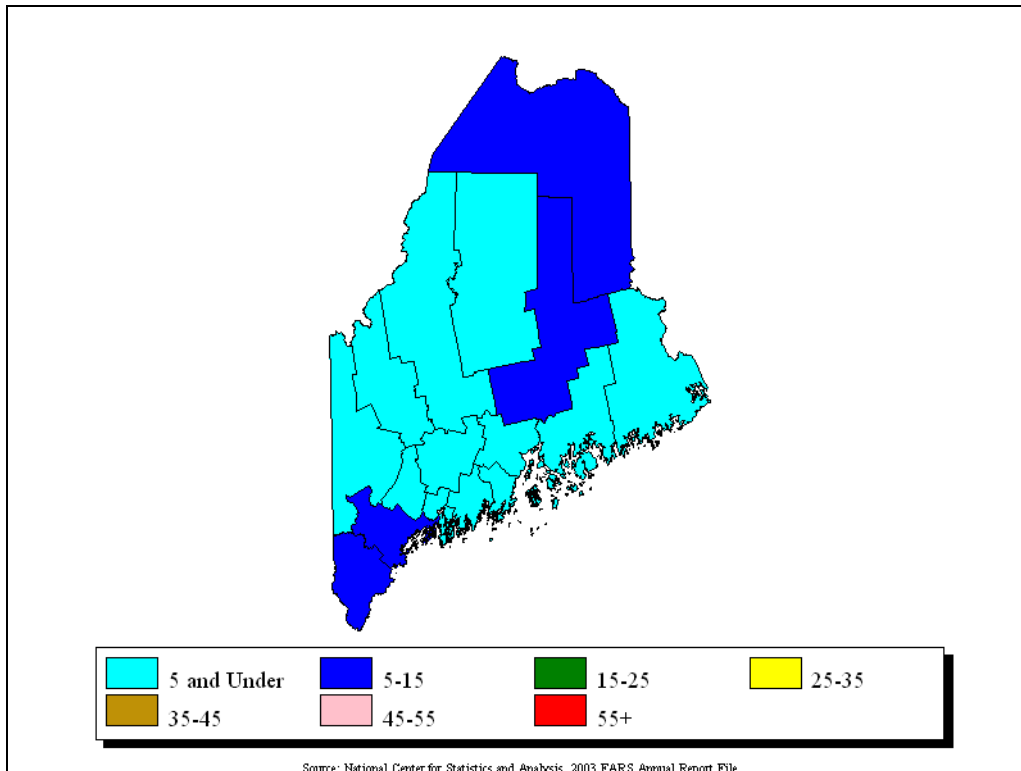 5 and Under 5-15 15-25 25-35
35-45 45-55 55+
Source: National Center for Statistics and Analysis, 2003 FARS Annual Report File